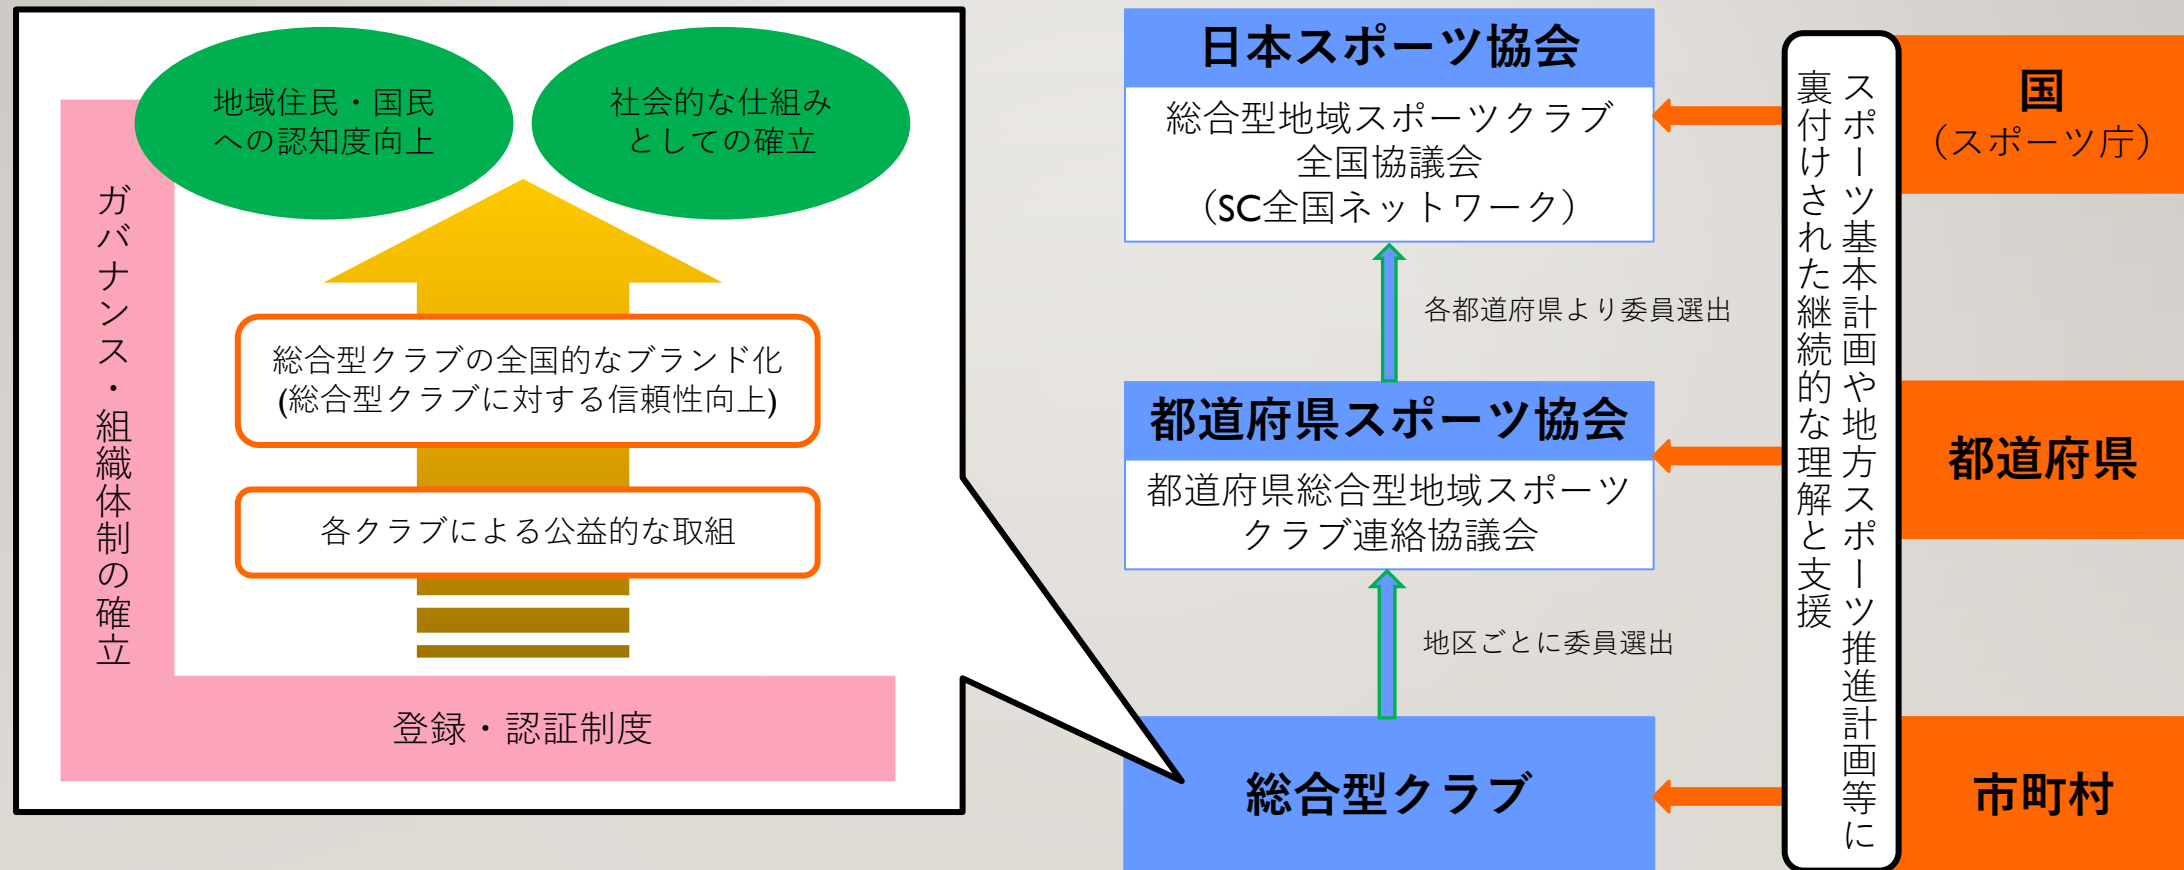 地域住民・国民
への認知度向上
社会的な仕組み
としての確立
ガバナンス・組織体制の確立
総合型クラブの全国的なブランド化
(総合型クラブに対する信頼性向上)
各クラブによる公益的な取組
登録・認証制度
日本スポーツ協会
総合型地域スポーツクラブ
全国協議会
（SC全国ネットワーク）
各都道府県より委員選出
都道府県スポーツ協会
都道府県総合型地域スポーツ
クラブ連絡協議会
地区ごとに委員選出
総合型クラブ
スポーツ基本計画や地方スポーツ推進計画等に
裏付けされた継続的な理解と支援
国
（スポーツ庁）
都道府県
市町村